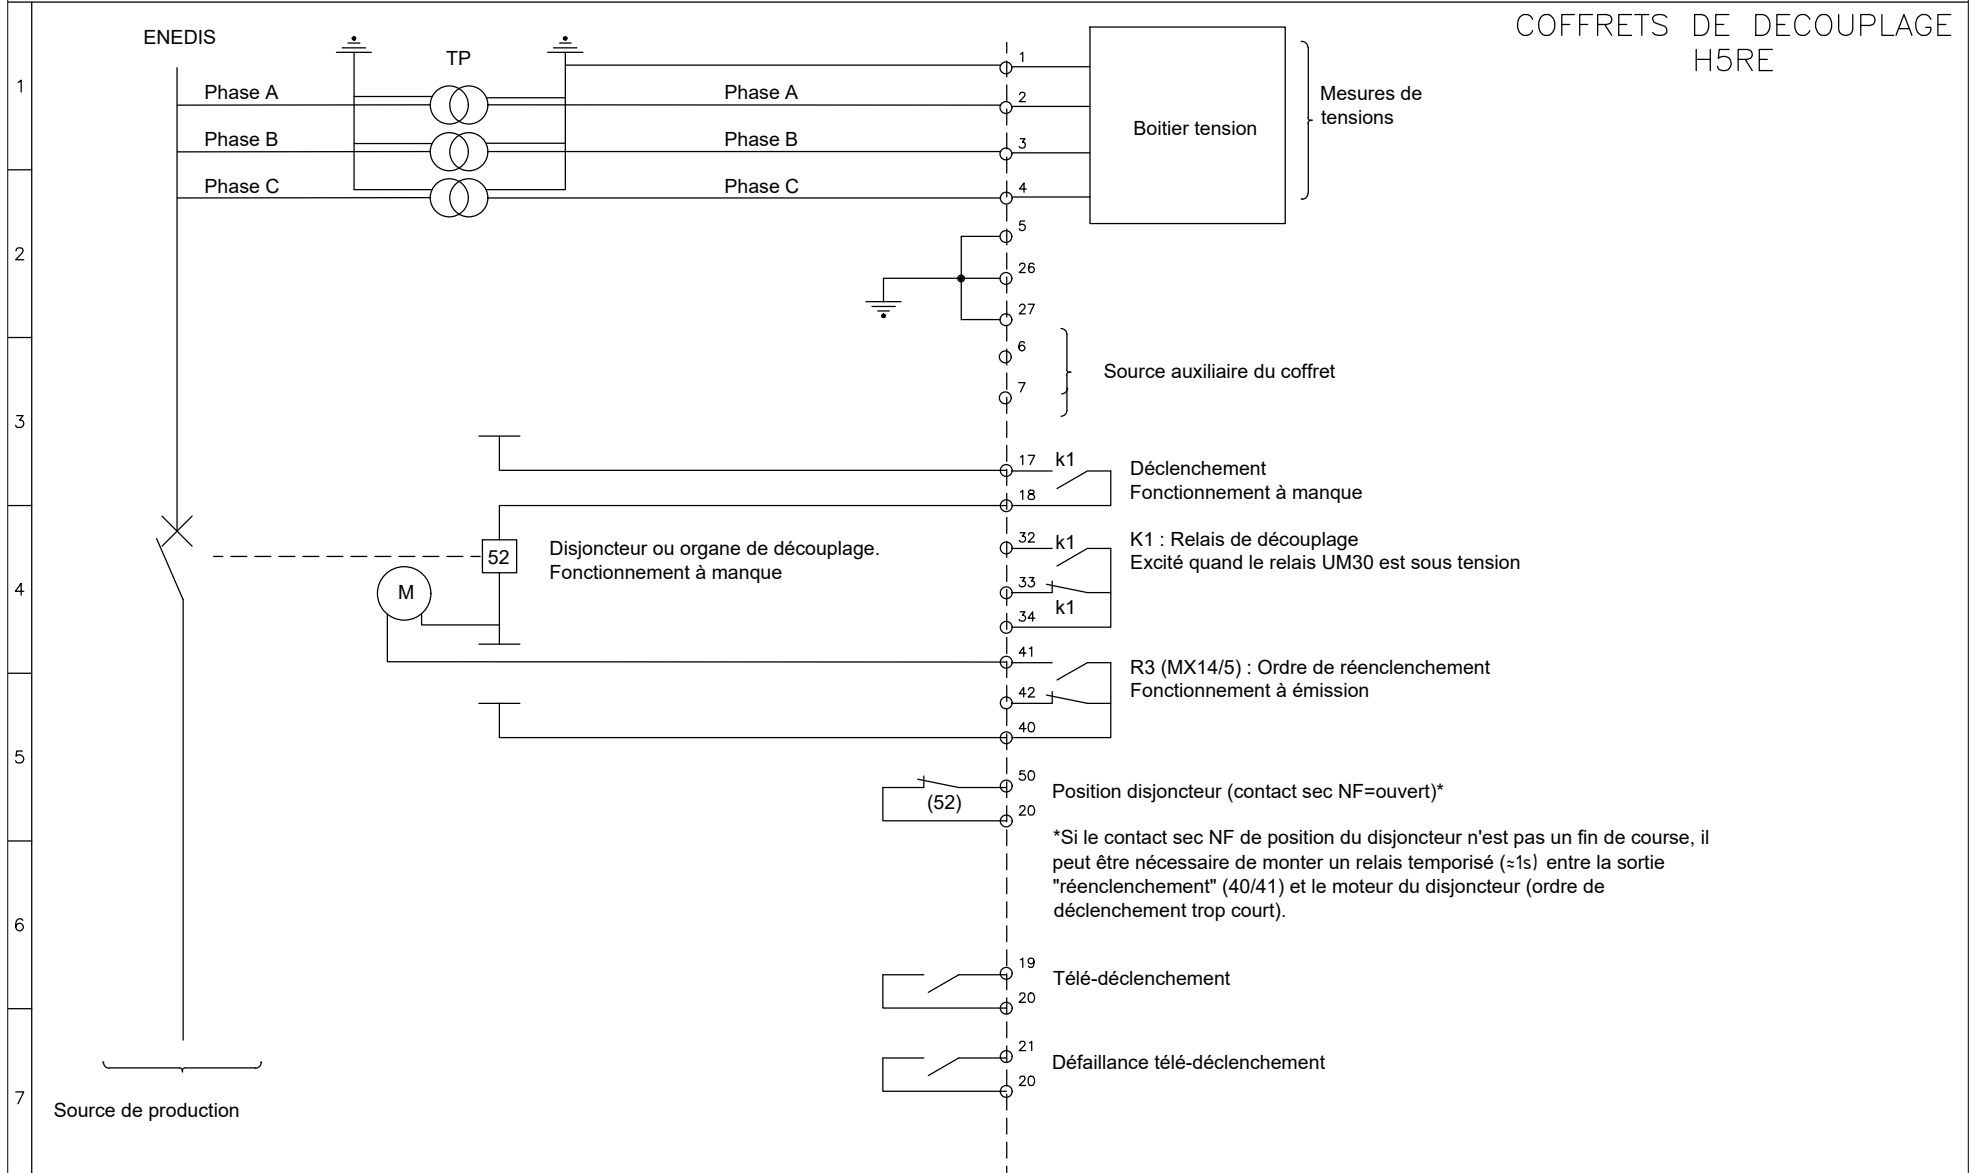 COFFRETS DE DECOUPLAGE
H5RE
ENEDIS
TP
1
Phase A
Phase A
1
2
Phase B
Phase B
3
Phase C
Phase C
4
Boitier tension
Mesures de
tensions
2
5
26
27
6
7
Source auxiliaire du coffret
3
17
k1
18
Déclenchement
Fonctionnement à manque
4
52
M
Disjoncteur ou organe de découplage.
Fonctionnement à manque
32
k1
33
k1
34
K1 : Relais de découplage
Excité quand le relais UM30 est sous tension
41
42
40
R3 (MX14/5) : Ordre de réenclenchement
Fonctionnement à émission
5
(52)
50
20
Position disjoncteur (contact sec NF=ouvert)*
*Si le contact sec NF de position du disjoncteur n'est pas un fin de course, il
peut être nécessaire de monter un relais temporisé (≈1s) entre la sortie
"réenclenchement" (40/41) et le moteur du disjoncteur (ordre de
déclenchement trop court).
6
19
20
Télé-déclenchement
21
20
Défaillance télé-déclenchement
7
Source de production